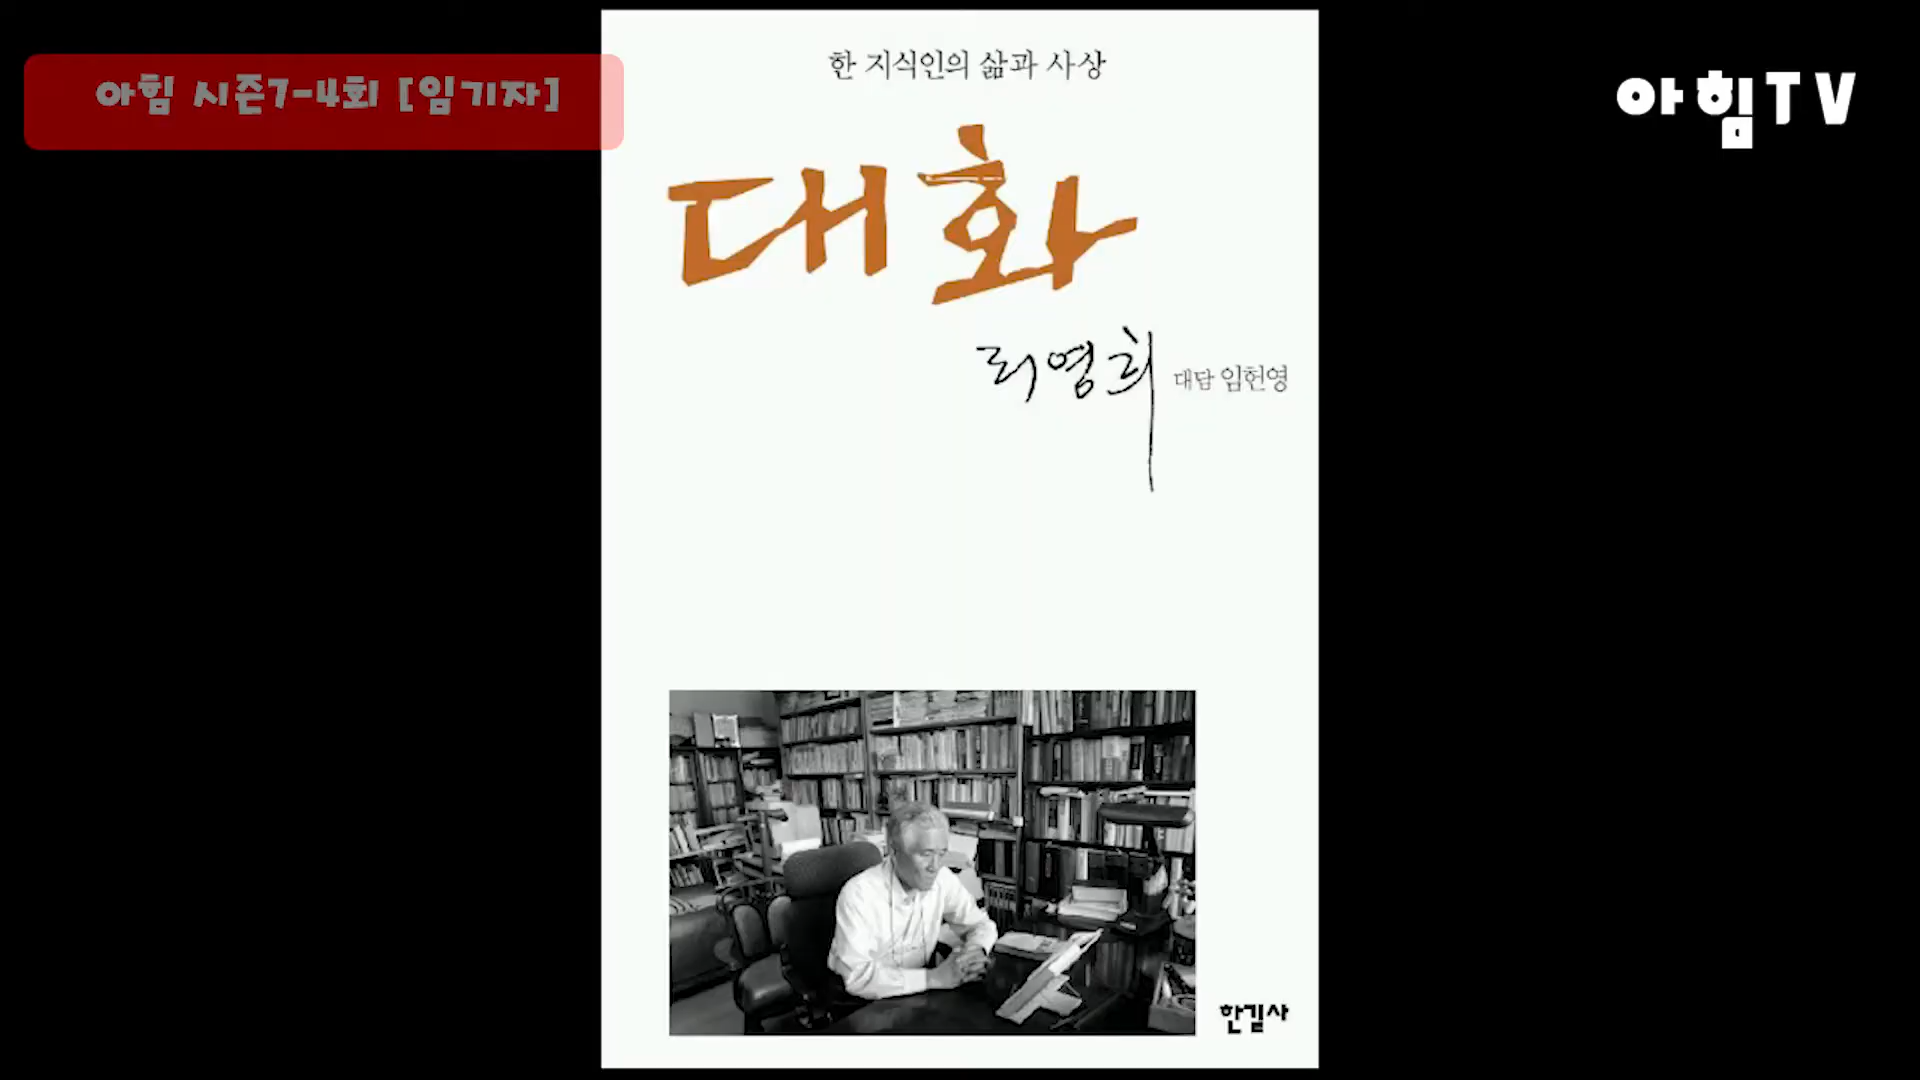 아힘 시즌7-4회 [임기자]
아힘TV
한 지식인의 삶과 사상
대화
리영희 대담 임헌영
한길사